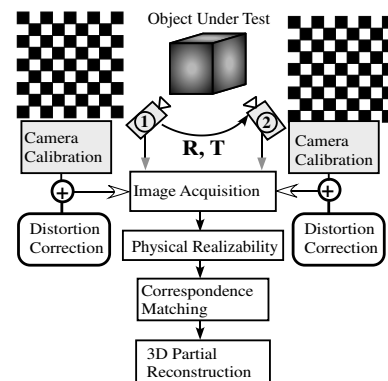 Object Under Test
1
2
R, T
Camera
Calibration
Camera
Calibration
+
+
Image Acquisition
Distortion
Correction
Distortion
Correction
Physical Realizability
Correspondence
Matching
3D Partial
Reconstruction